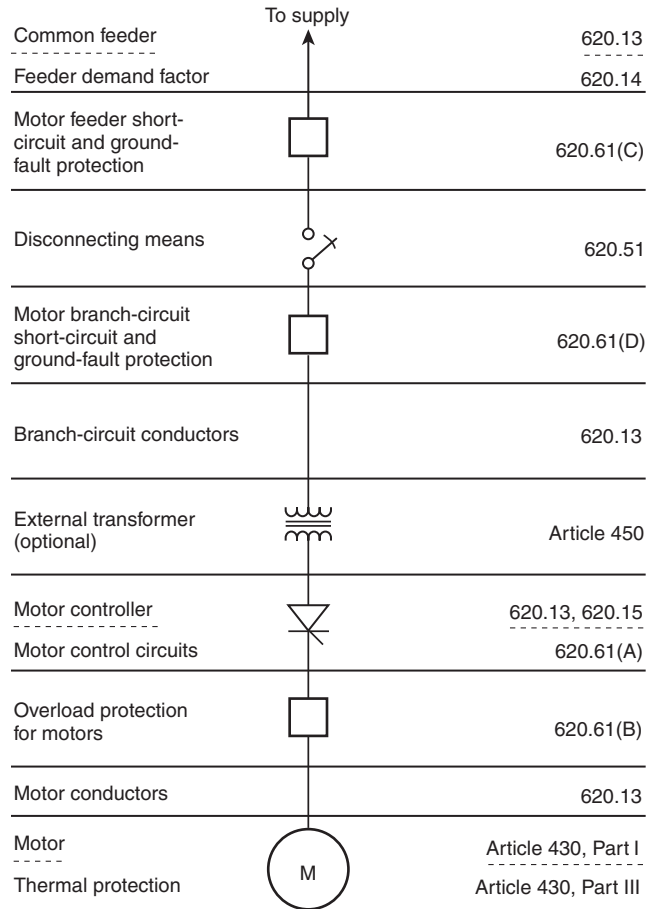 To supply
Common feeder 620.13
Feeder demand factor 620.14
Motor feeder short-
circuit and ground-
fault protection 620.61(C)
Disconnecting means 620.51
Motor branch-circuit
short-circuit and
ground-fault protection 620.61(D)
Branch-circuit conductors 620.13
External transformer
(optional) Article 450
Motor controller 620.13, 620.15
Motor control circuits 620.61(A)
Overload protection
for motors 620.61(B)
Motor conductors 620.13
Motor Article 430, Part I
M
Thermal protection Article 430, Part III